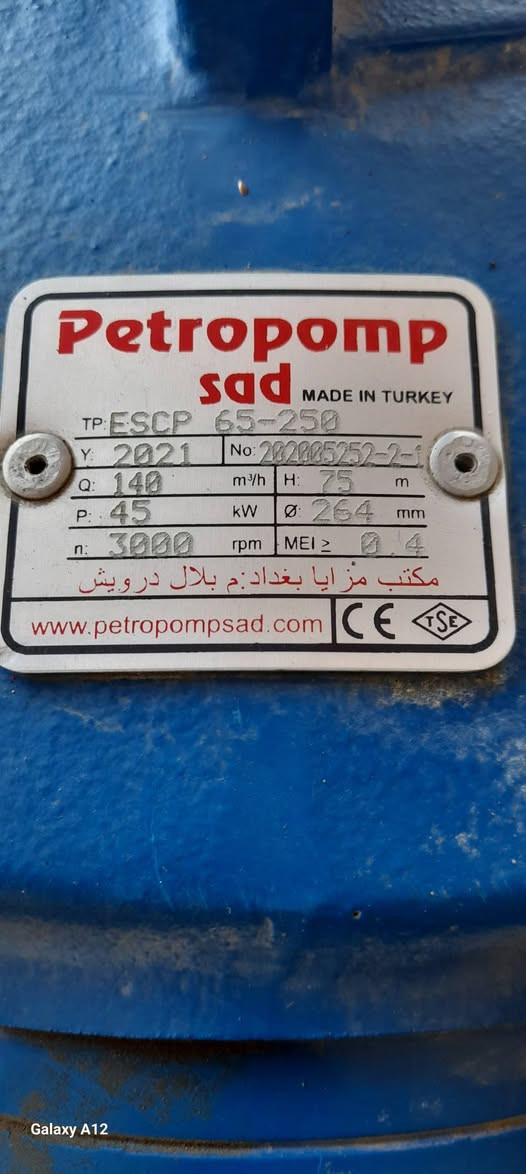 Petropomp
sad MADE IN TURKEY
TP: ESCP 65-250
Y: 2021 No: 202005252-2-1
Q: 140 m³/h H: 75 m
P: 45 kW Ø: 264 mm
n: 3000 rpm MEI ≥ 0.4
مكتب مزايا بغداد:م بلال درويش
www.petropompsad.com CE TSE
Galaxy A12